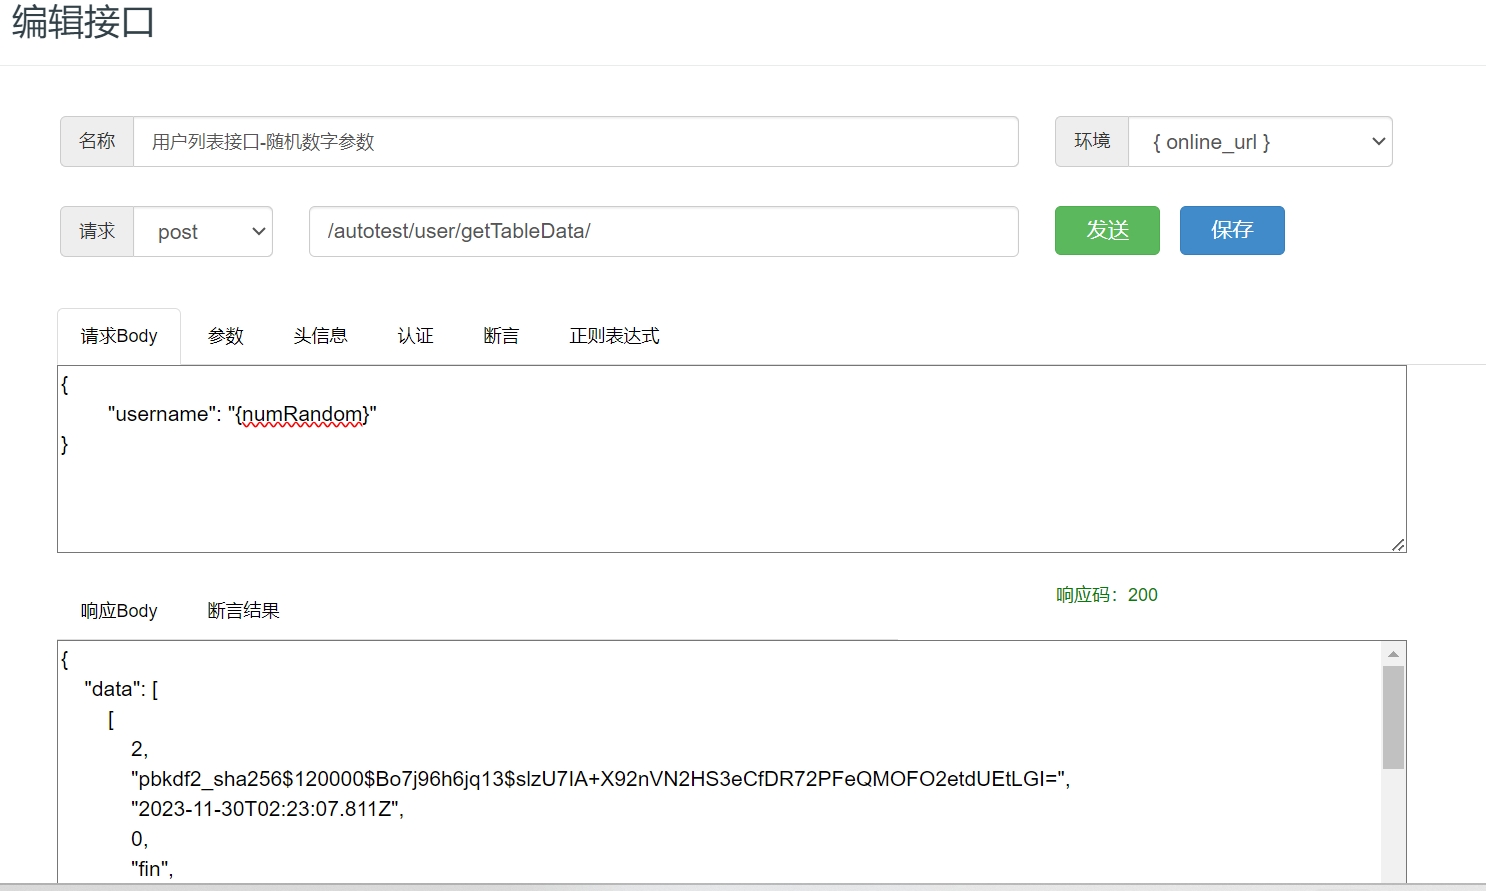 编辑接口
名称 用户列表接口-随机数字参数 环境 { online_url }
请求 post /autotest/user/getTableData/ 发送 保存
请求Body 参数 头信息 认证 断言 正则表达式
{
"username": "{numRandom}"
}
响应码：200
响应Body 断言结果
{
"data": [
[
2,
"pbkdf2_sha256$120000$Bo7j96h6jq13$slzU7IA+X92nVN2HS3eCfDR72PFeQMOFO2etdUEtLGI=",
"2023-11-30T02:23:07.811Z",
0,
"fin",